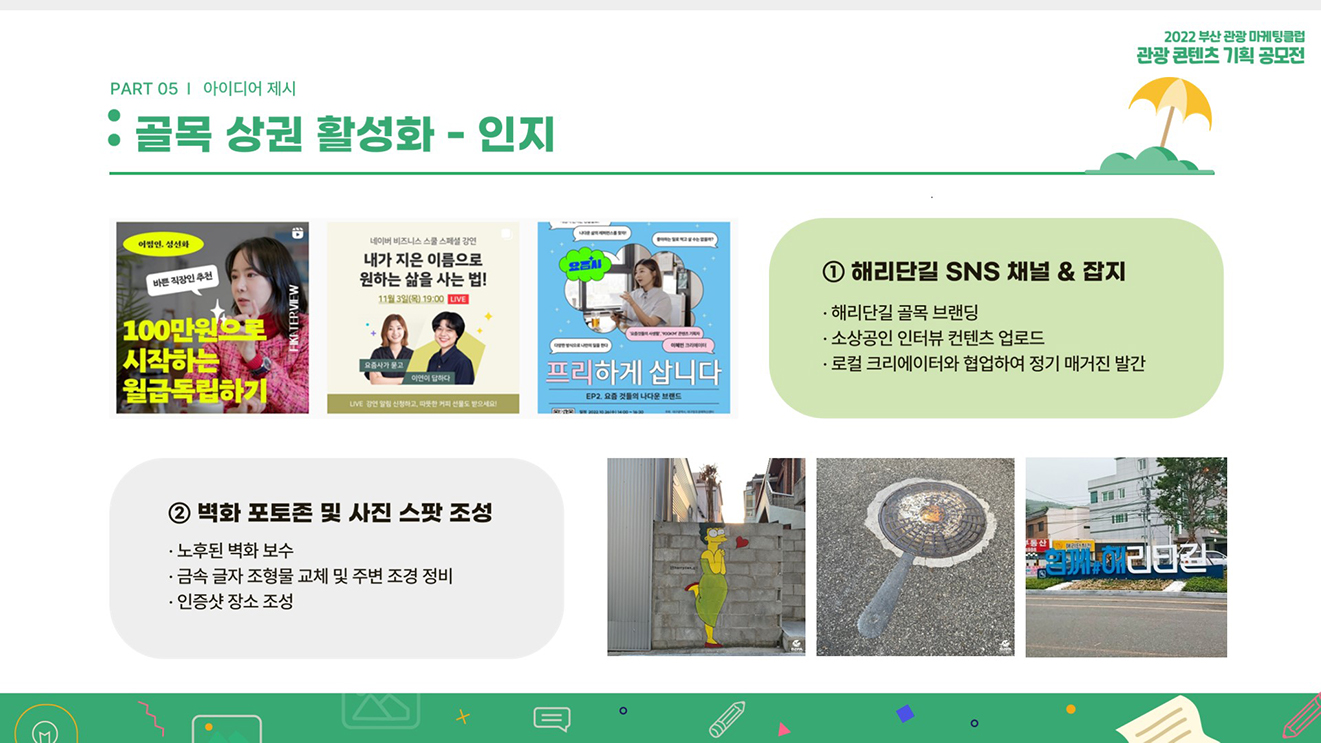 2022 부산 관광 마케팅클럽
관광 콘텐츠 기획 공모전
PART 05 I 아이디어 제시
골목 상권 활성화 - 인지
이범연. 성선화
바쁜 직장인 추천
100만원으로
시작하는
월급독립하기
네이버 비즈니스 스쿨 스페셜 강연
내가 지은 이름으로
원하는 삶을 사는 법!
11월 3일(목) 19:00 LIVE
요즘사가 묻고
이연이 답하다
LIVE 강연 알림 신청하고, 따뜻한 커피 선물도 받으세요!
요즘시
프리하게 삽니다
EP2. 요즘 것들의 나다운 브랜드
① 해리단길 SNS 채널 & 잡지
· 해리단길 골목 브랜딩
· 소상공인 인터뷰 컨텐츠 업로드
· 로컬 크리에이터와 협업하여 정기 매거진 발간
② 벽화 포토존 및 사진 스팟 조성
· 노후된 벽화 보수
· 금속 글자 조형물 교체 및 주변 조경 정비
· 인증샷 장소 조성
함께#해리단길